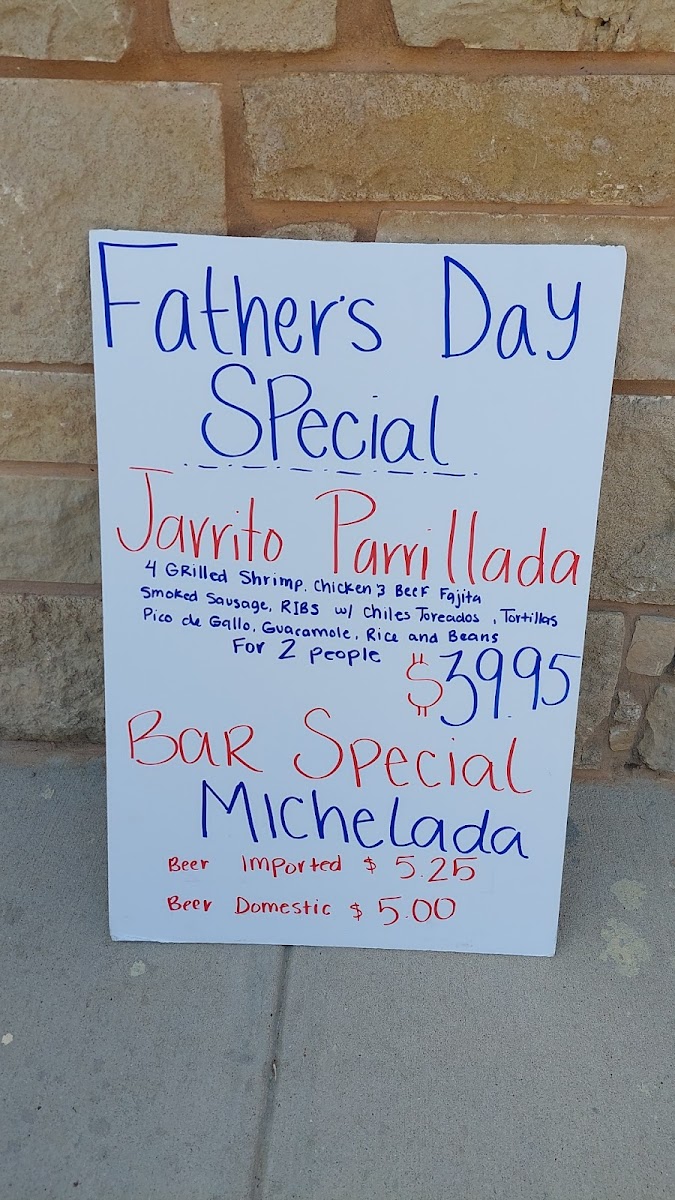 Father's Day
Special
Jarrito Parrillada
4 Grilled Shrimp, Chicken & Beef Fajita
Smoked Sausage, Ribs w/ Chiles Toreados, Tortillas
Pico de Gallo, Guacamole, Rice and Beans
For 2 people
$39.95
Bar Special
Michelada
Beer Imported $5.25
Beer Domestic $5.00